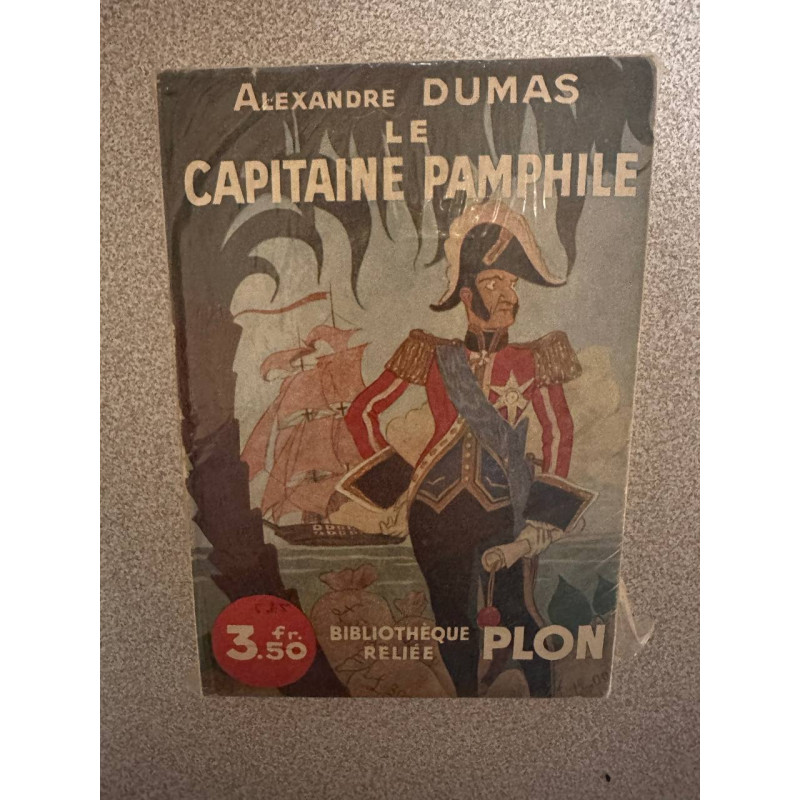 ALEXANDRE DUMAS
LE
CAPITAINE PAMPHILE
3.50 fr.
BIBLIOTHÈQUE
RELIÉE
PLON